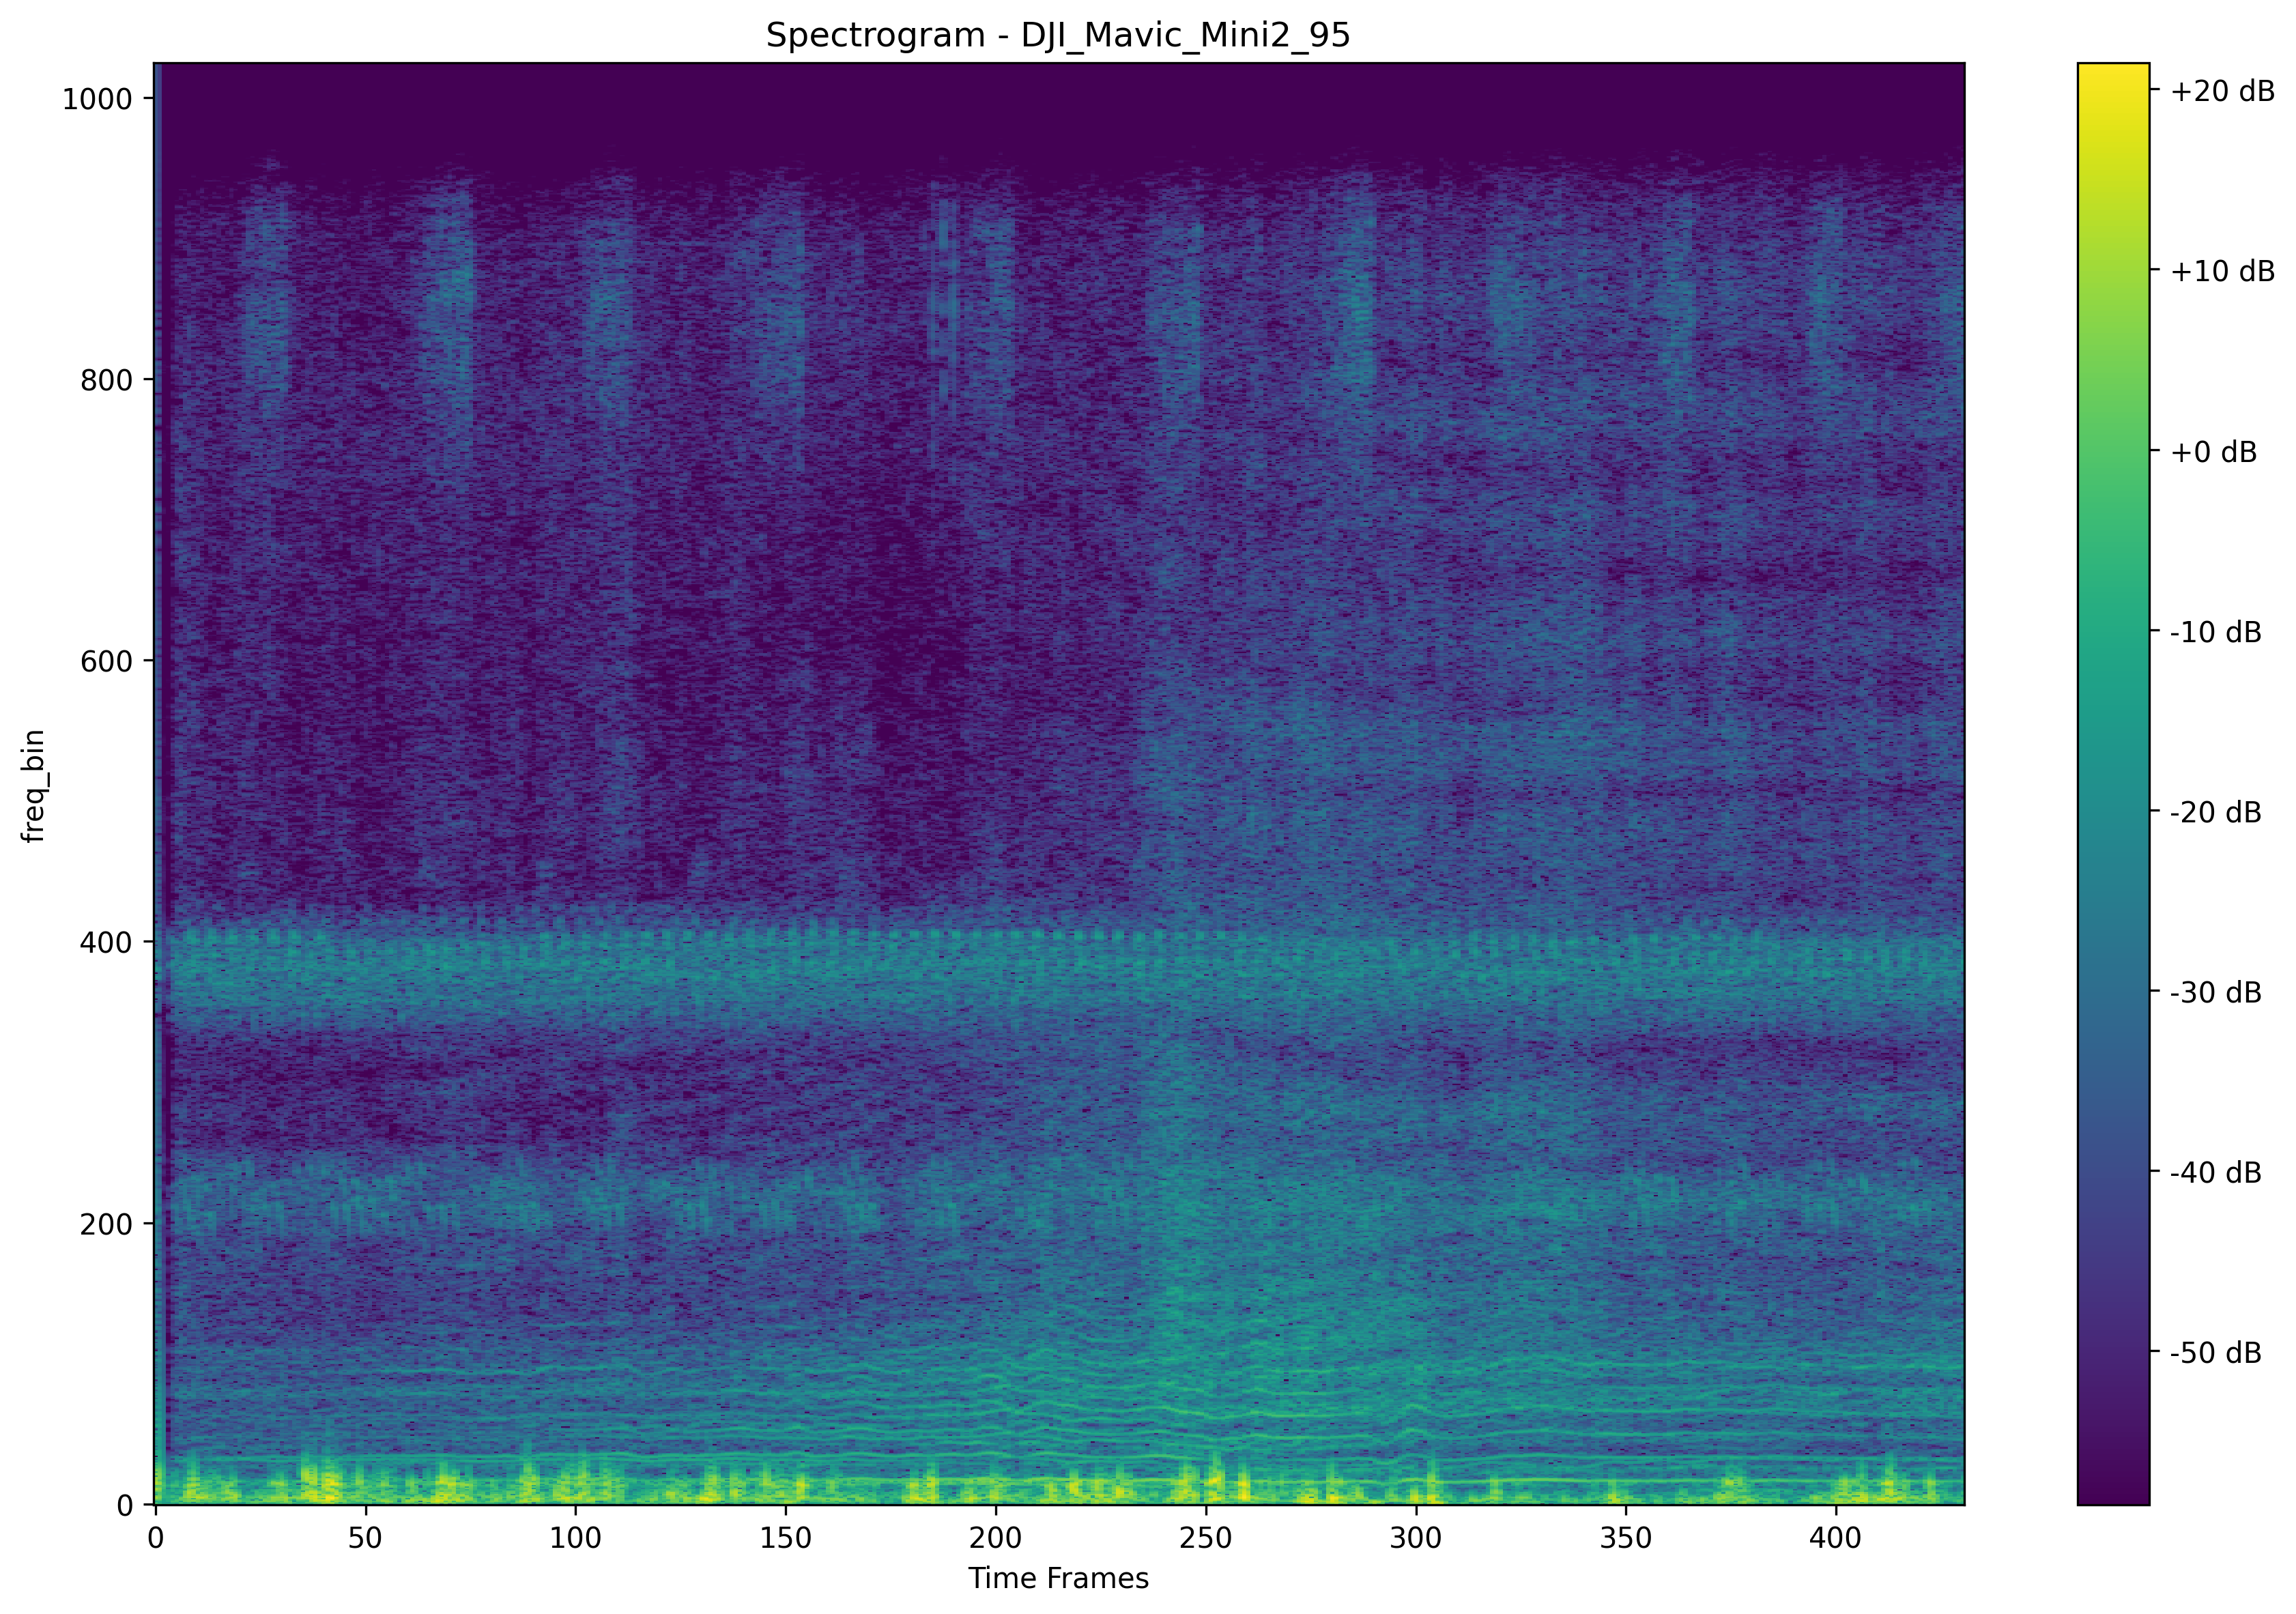 Spectrogram - DJI_Mavic_Mini2_95
freq_bin
1000
800
600
400
200
0
0 50 100 150 200 250 300 350 400
Time Frames
+20 dB
+10 dB
+0 dB
-10 dB
-20 dB
-30 dB
-40 dB
-50 dB